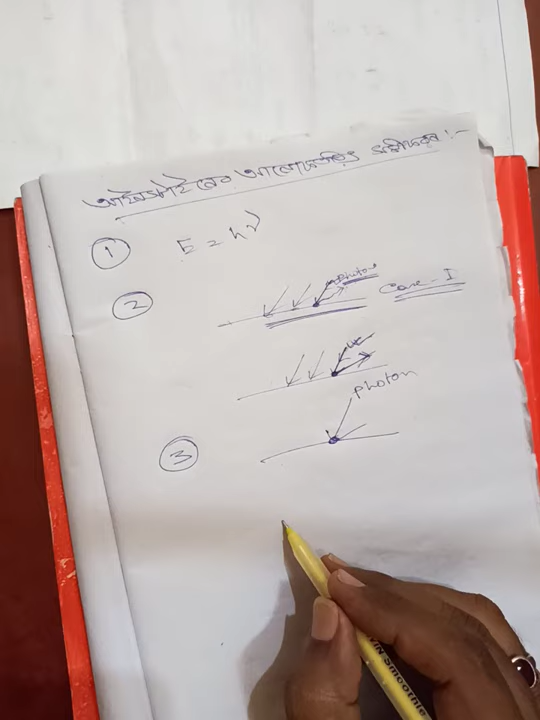 আইনস্টাইনের আলোকতড়িৎ সমীকরণ :-
① E = hν
② photon Case - I
photon
③